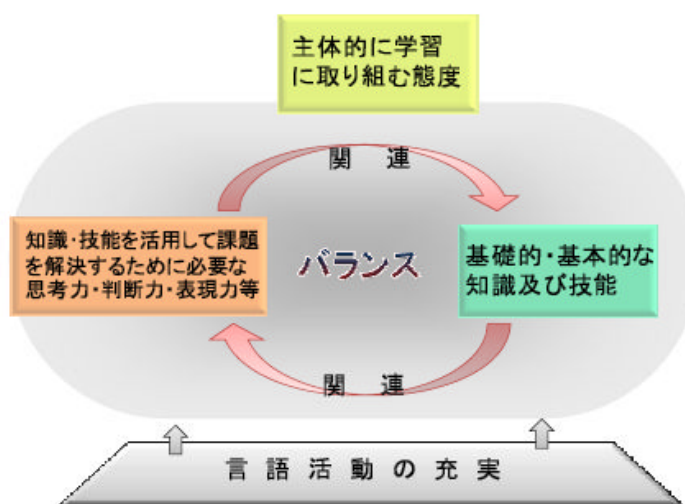 主体的に学習
に取り組む態度
関 連
知識・技能を活用して課題
を解決するために必要な
思考力・判断力・表現力等
バランス
基礎的・基本的な
知識及び技能
関 連
言 語 活 動 の 充 実